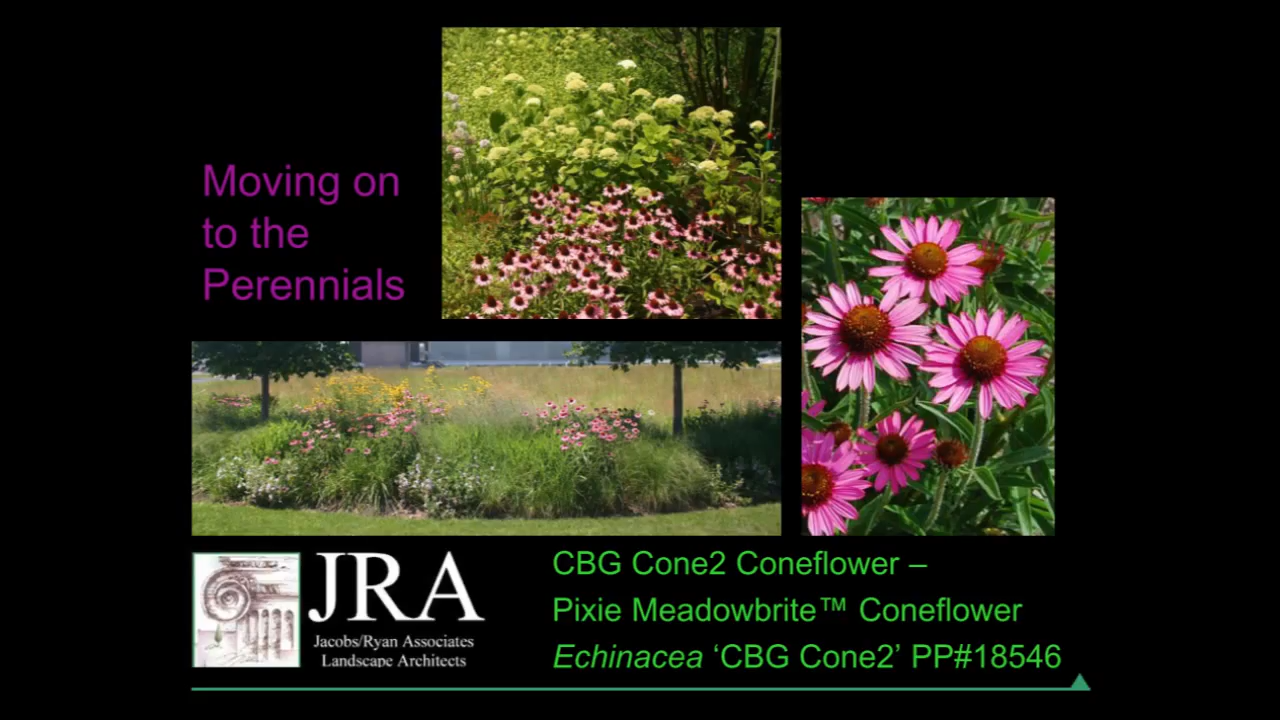 Moving on
to the
Perennials
JRA
Jacobs/Ryan Associates
Landscape Architects
CBG Cone2 Coneflower –
Pixie Meadowbrite™ Coneflower
Echinacea ‘CBG Cone2’ PP#18546